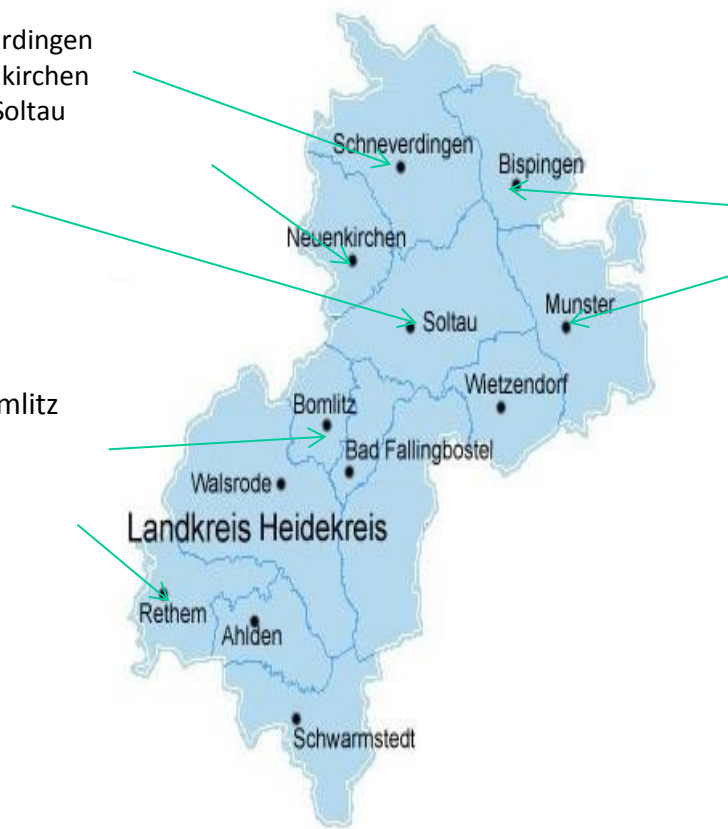 rdingen
kirchen
Soltau
Schneverdingen
Bispingen
Neuenkirchen
Soltau
Munster
Wietzendorf
mlitz
Bomlitz
Bad Fallingbostel
Walsrode
Landkreis Heidekreis
Rethem
Ahlden
Schwarmstedt